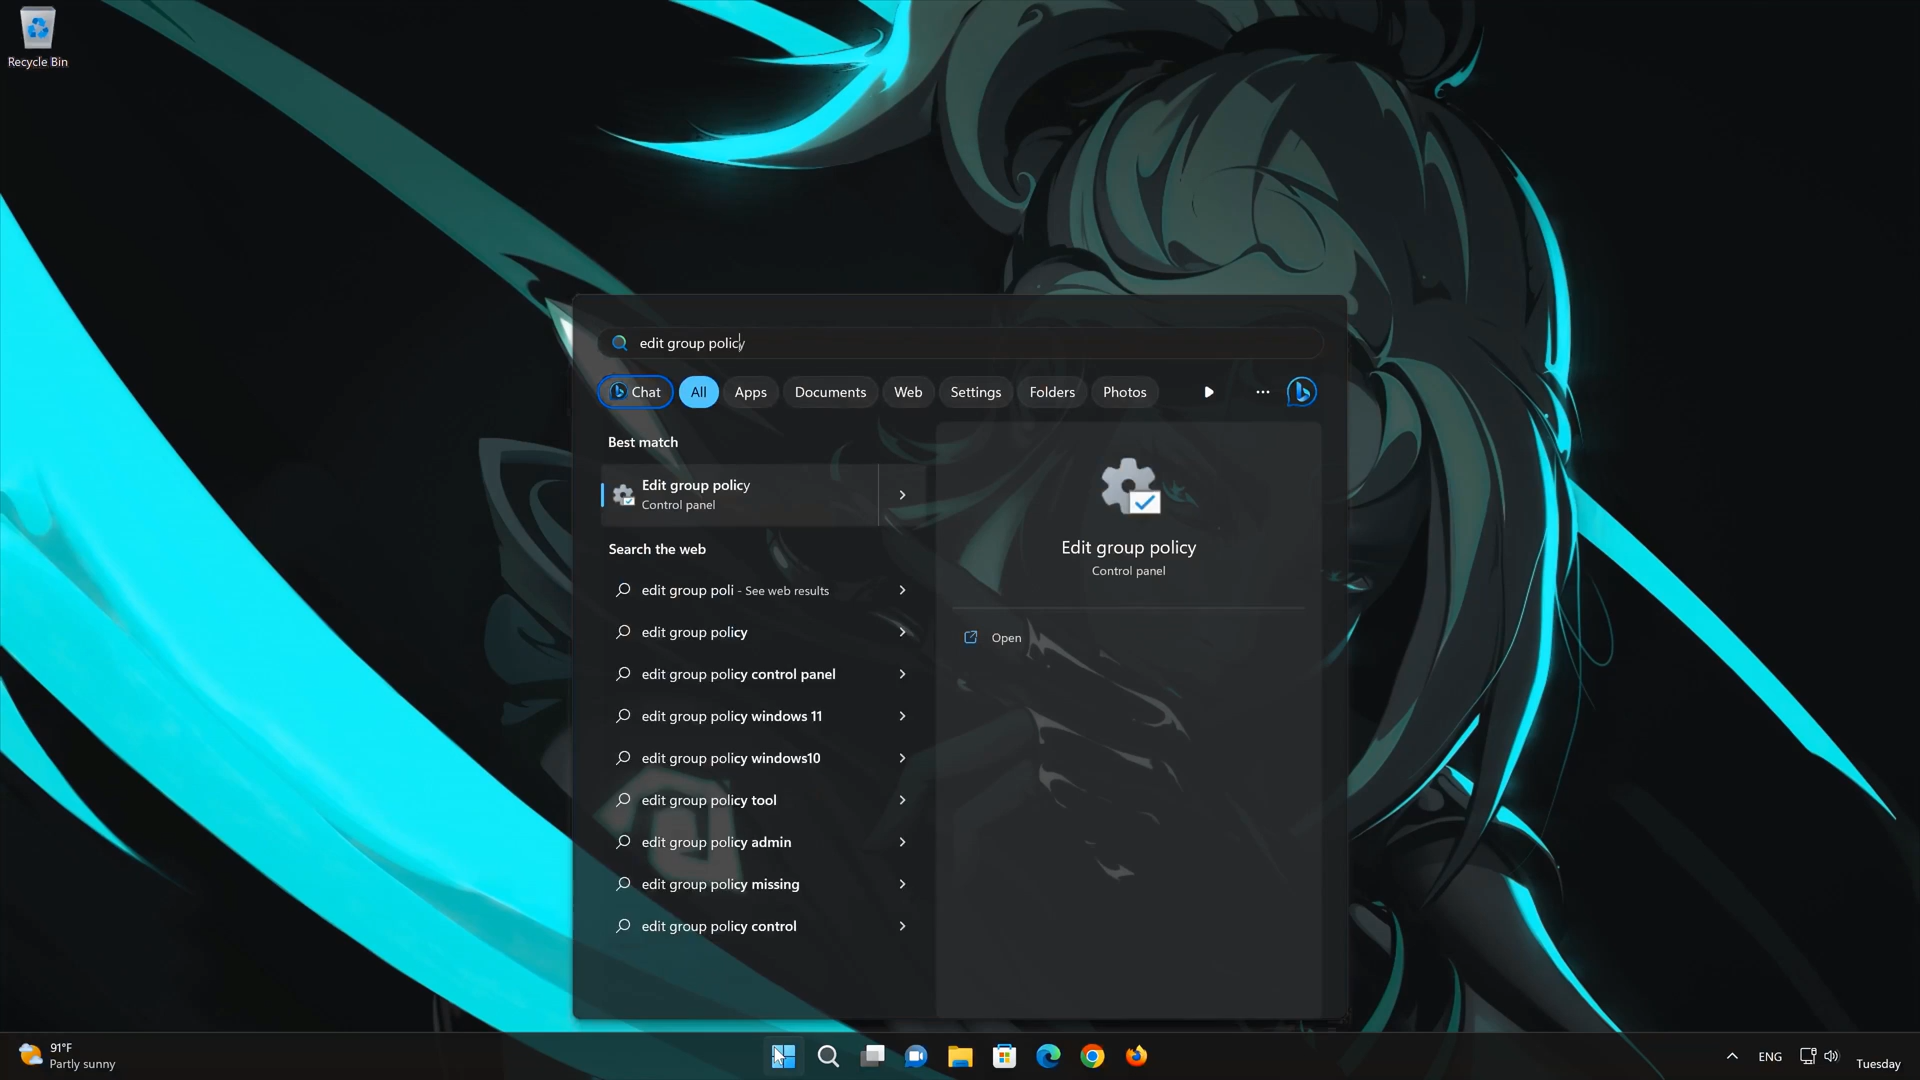 Recycle Bin
edit group policy
Chat All Apps Documents Web Settings Folders Photos
Best match
Edit group policy
Control panel
Search the web
edit group poli - See web results
edit group policy
edit group policy control panel
edit group policy windows 11
edit group policy windows10
edit group policy tool
edit group policy admin
edit group policy missing
edit group policy control
Edit group policy
Control panel
Open
91°F
Partly sunny
ENG
Tuesday